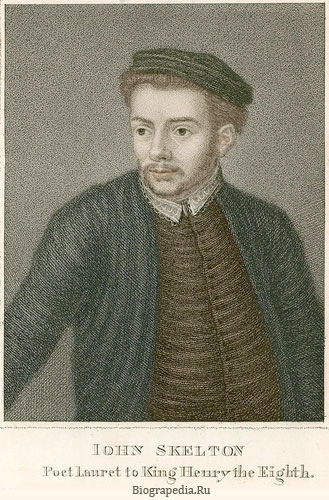 IOHN SKELTON
Poet Lauret to King Henry the Eighth.
Biograpedia.Ru